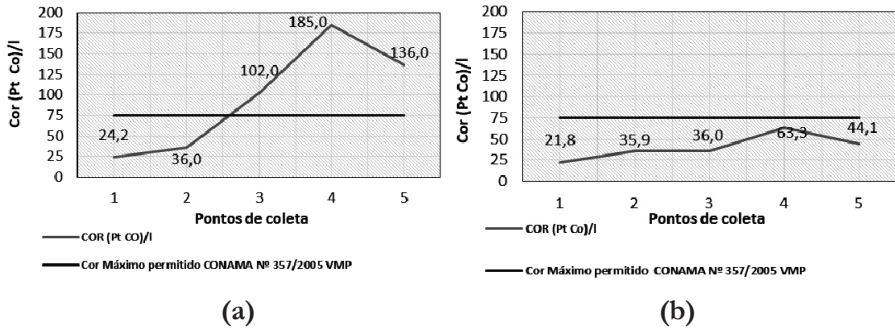 200
175
150
125
100
75
50
25
0
Cor (Pt Co)/l
24,2
36,0
102,0
185,0
136,0
1 2 3 4 5
Pontos de coleta
COR (Pt CO)/l
Cor Máximo permitido CONAMA Nº 357/2005 VMP
(a)
200
175
150
125
100
75
50
25
0
Cor (Pt Co)/l
21,8
35,9
36,0
63,3
44,1
1 2 3 4 5
Pontos de coleta
COR (Pt Co)/l
Cor Máximo permitido CONAMA Nº 357/2005 VMP
(b)